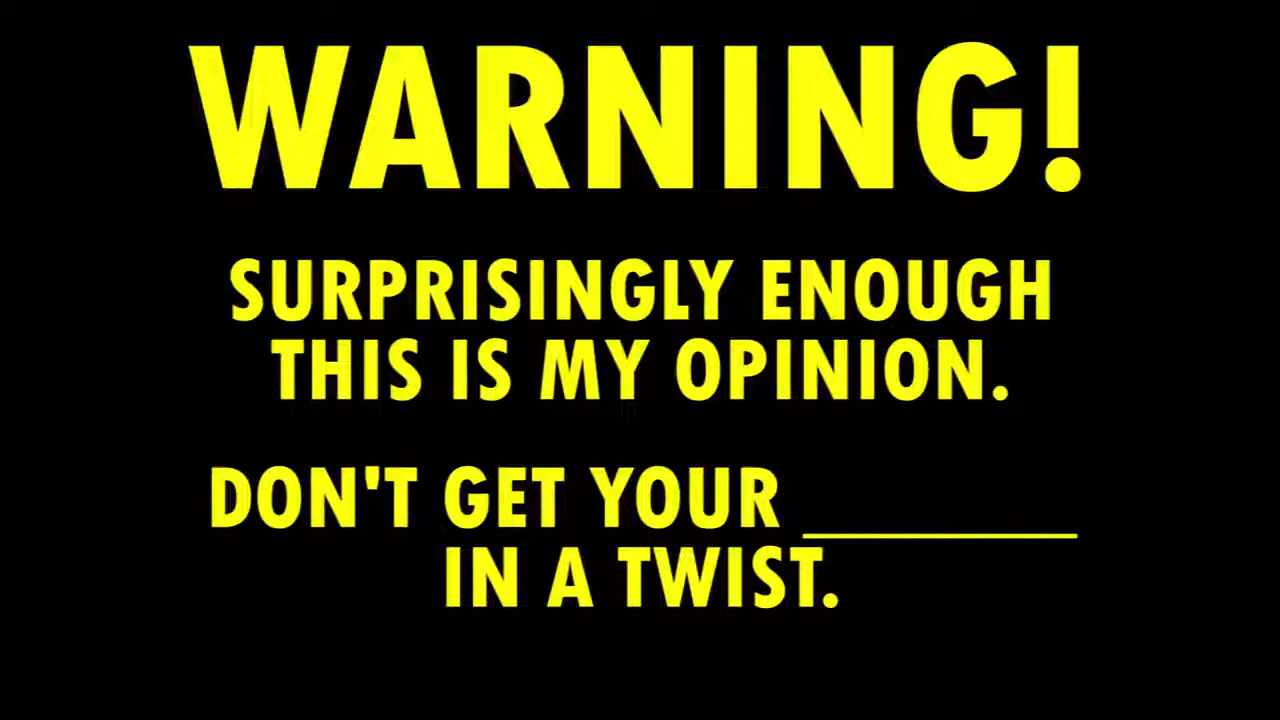 WARNING!
SURPRISINGLY ENOUGH
THIS IS MY OPINION.
DON'T GET YOUR ________
IN A TWIST.